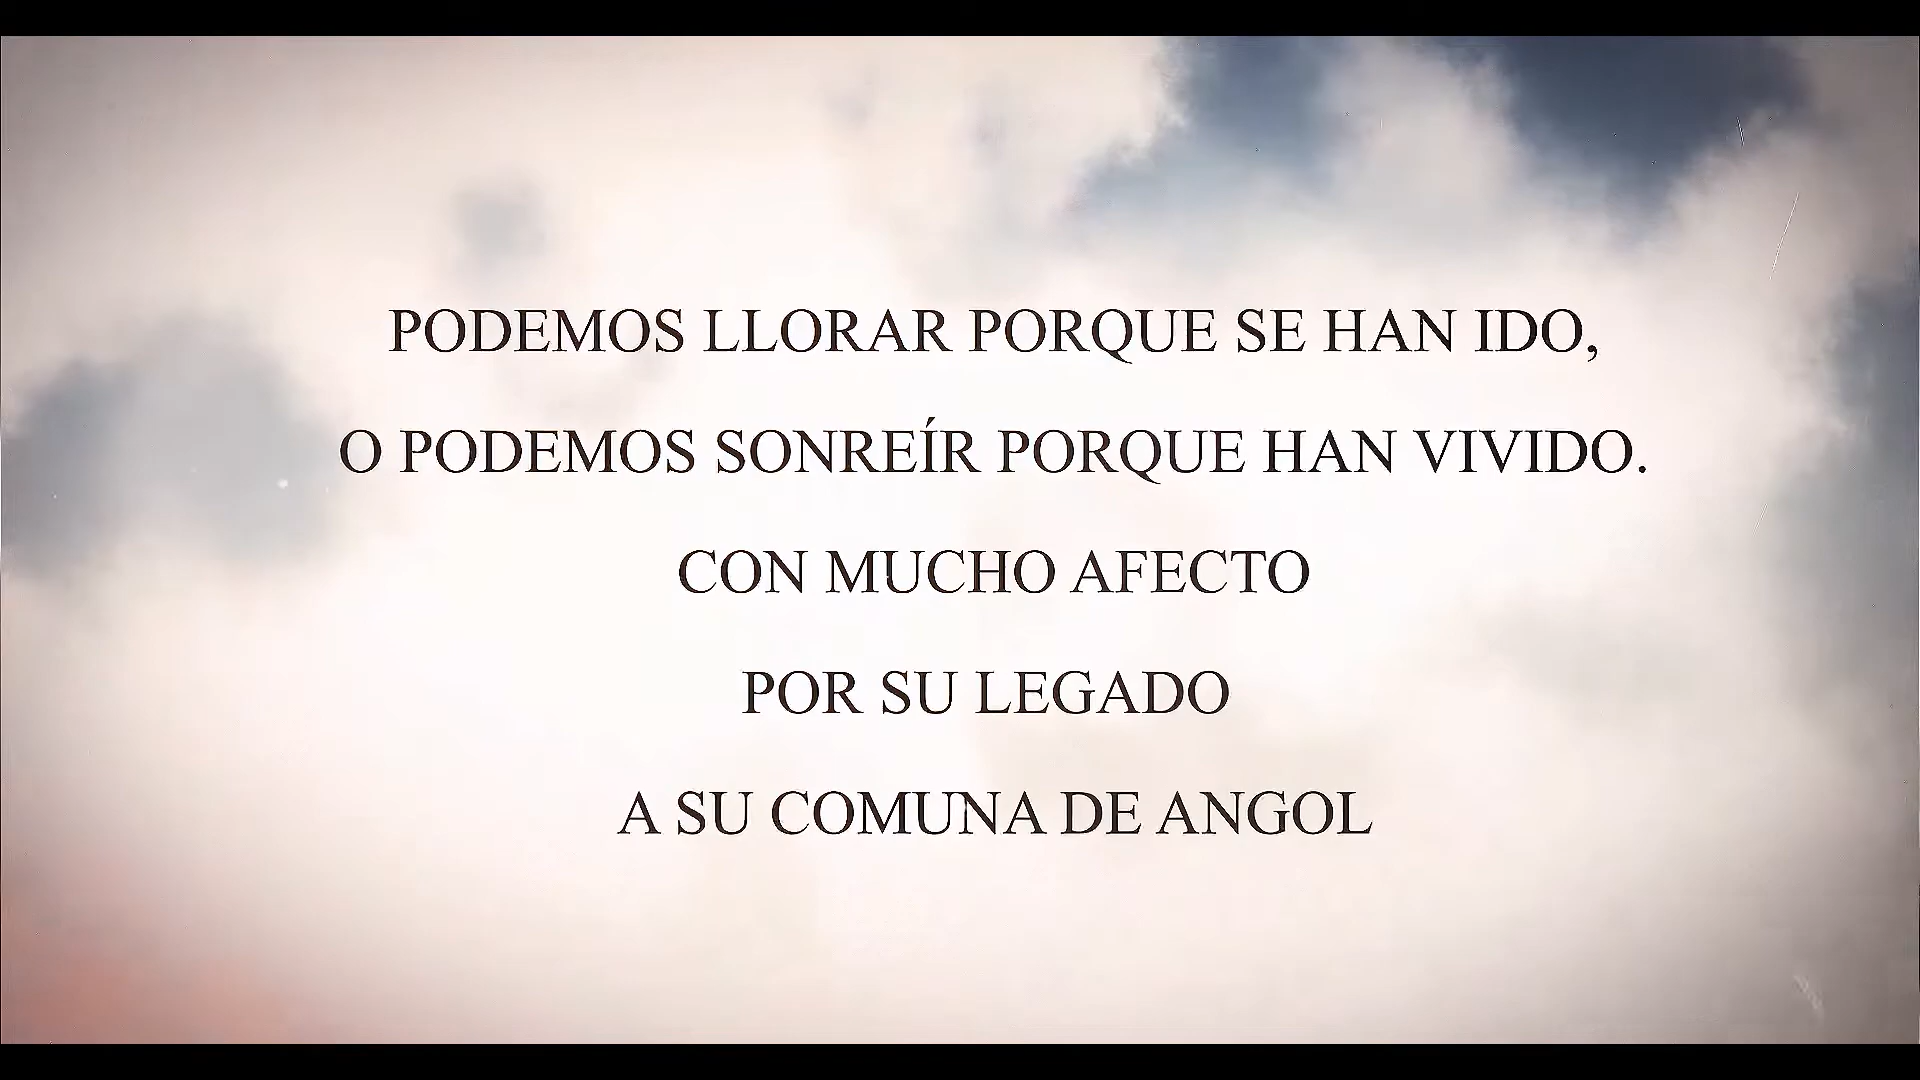 PODEMOS LLORAR PORQUE SE HAN IDO,
O PODEMOS SONREÍR PORQUE HAN VIVIDO.
CON MUCHO AFECTO
POR SU LEGADO
A SU COMUNA DE ANGOL